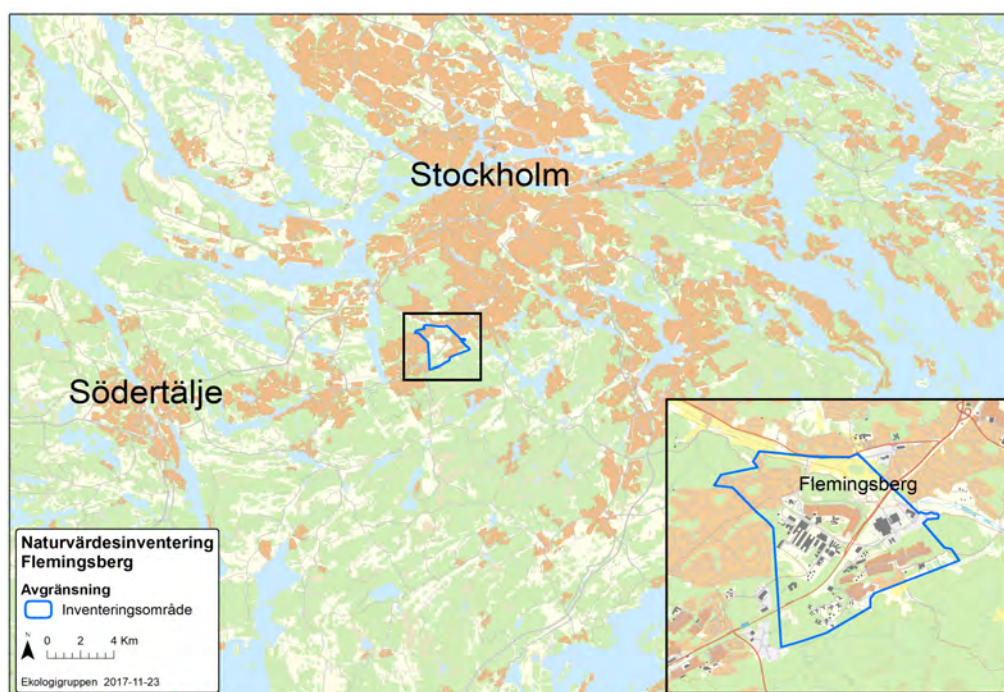 Stockholm
Södertälje
Flemingsberg
Naturvärdesinventering
Flemingsberg
Avgränsning
Inventeringsområde
N
0 2 4 Km
Ekologigruppen 2017-11-23